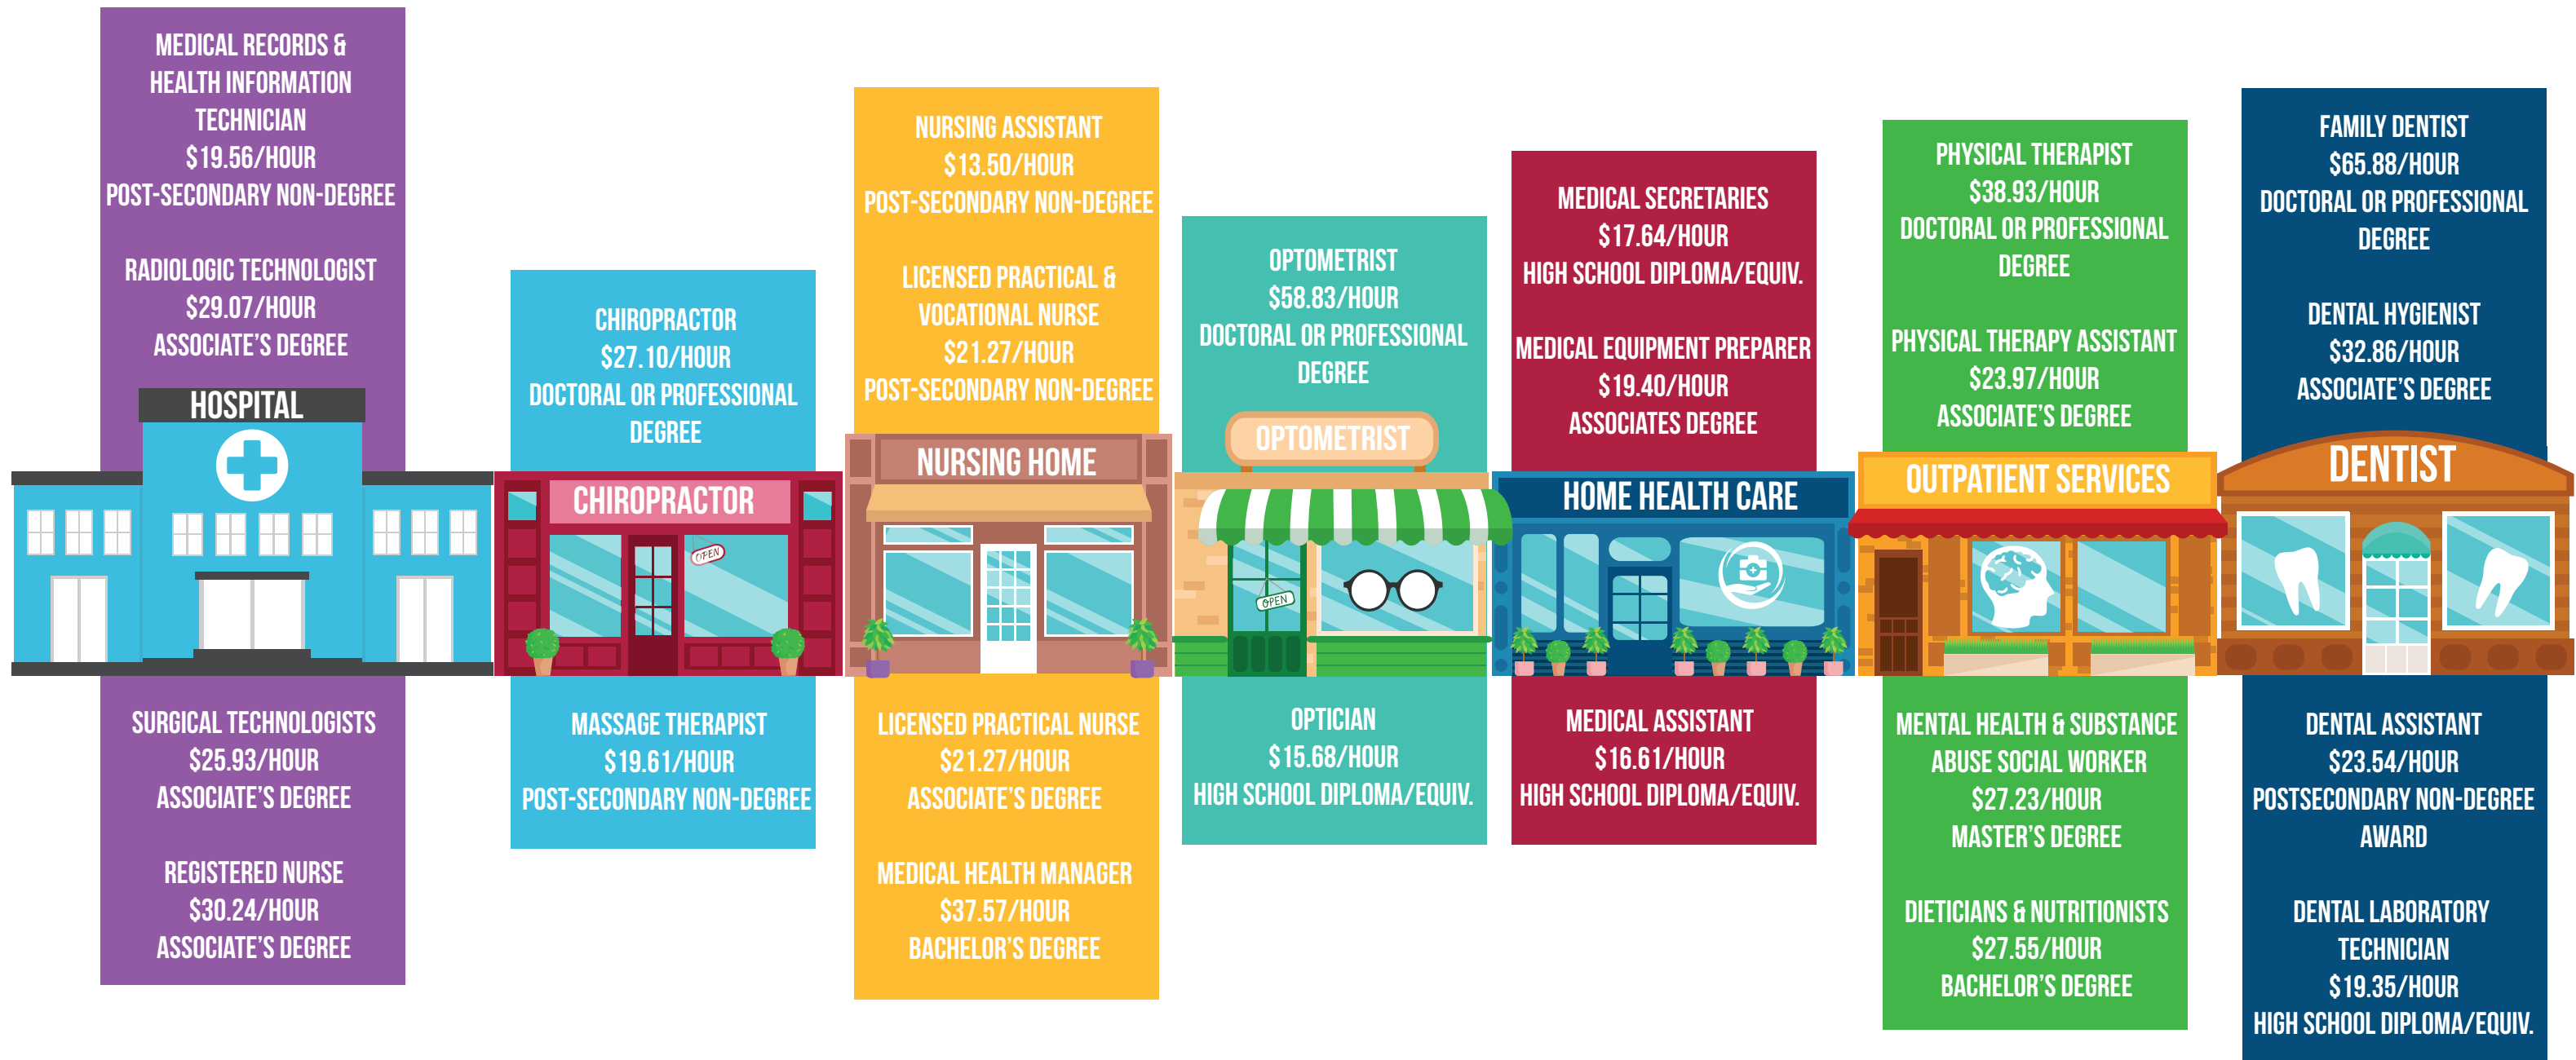 MEDICAL RECORDS &
HEALTH INFORMATION
TECHNICIAN
$19.56/HOUR
POST-SECONDARY NON-DEGREE
RADIOLOGIC TECHNOLOGIST
$29.07/HOUR
ASSOCIATE'S DEGREE
HOSPITAL
SURGICAL TECHNOLOGISTS
$25.93/HOUR
ASSOCIATE'S DEGREE
REGISTERED NURSE
$30.24/HOUR
ASSOCIATE'S DEGREE
CHIROPRACTOR
$27.10/HOUR
DOCTORAL OR PROFESSIONAL
DEGREE
CHIROPRACTOR
OPEN
MASSAGE THERAPIST
$19.61/HOUR
POST-SECONDARY NON-DEGREE
NURSING ASSISTANT
$13.50/HOUR
POST-SECONDARY NON-DEGREE
LICENSED PRACTICAL &
VOCATIONAL NURSE
$21.27/HOUR
POST-SECONDARY NON-DEGREE
NURSING HOME
LICENSED PRACTICAL NURSE
$21.27/HOUR
ASSOCIATE'S DEGREE
MEDICAL HEALTH MANAGER
$37.57/HOUR
BACHELOR'S DEGREE
OPTOMETRIST
$58.83/HOUR
DOCTORAL OR PROFESSIONAL
DEGREE
OPTOMETRIST
OPEN
OPTICIAN
$15.68/HOUR
HIGH SCHOOL DIPLOMA/EQUIV.
MEDICAL SECRETARIES
$17.64/HOUR
HIGH SCHOOL DIPLOMA/EQUIV.
MEDICAL EQUIPMENT PREPARER
$19.40/HOUR
ASSOCIATES DEGREE
HOME HEALTH CARE
MEDICAL ASSISTANT
$16.61/HOUR
HIGH SCHOOL DIPLOMA/EQUIV.
PHYSICAL THERAPIST
$38.93/HOUR
DOCTORAL OR PROFESSIONAL
DEGREE
PHYSICAL THERAPY ASSISTANT
$23.97/HOUR
ASSOCIATE'S DEGREE
OUTPATIENT SERVICES
MENTAL HEALTH & SUBSTANCE
ABUSE SOCIAL WORKER
$27.23/HOUR
MASTER'S DEGREE
DIETICIANS & NUTRITIONISTS
$27.55/HOUR
BACHELOR'S DEGREE
FAMILY DENTIST
$65.88/HOUR
DOCTORAL OR PROFESSIONAL
DEGREE
DENTAL HYGIENIST
$32.86/HOUR
ASSOCIATE'S DEGREE
DENTIST
DENTAL ASSISTANT
$23.54/HOUR
POSTSECONDARY NON-DEGREE
AWARD
DENTAL LABORATORY
TECHNICIAN
$19.35/HOUR
HIGH SCHOOL DIPLOMA/EQUIV.